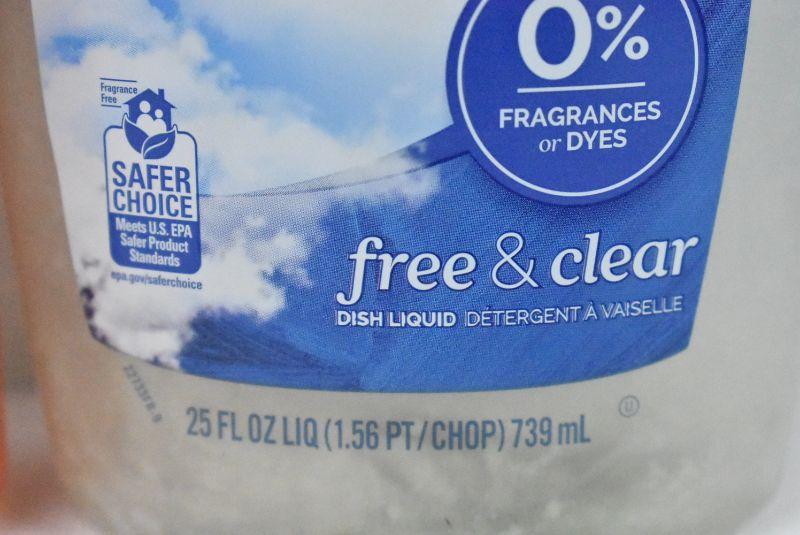 0%
FRAGRANCES
or DYES
Fragrance
Free
SAFER
CHOICE
Meets U.S. EPA
Safer Product
Standards
epa.gov/saferchoice
free & clear
DISH LIQUID DÉTERGENT À VAISELLE
25 FL OZ LIQ (1.56 PT/CHOP) 739 mL
U